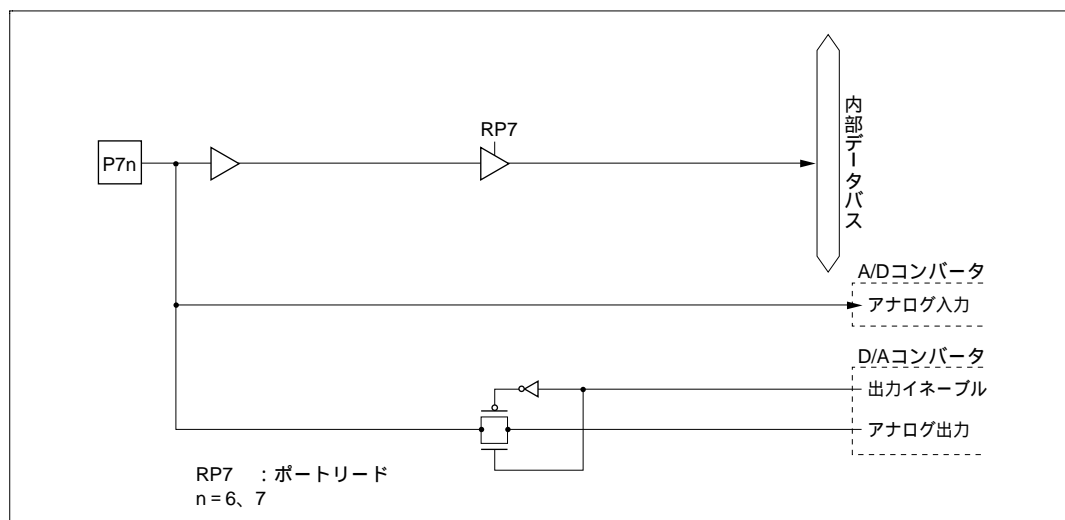 RP7
P7n
内部データバス
A/Dコンバータ
アナログ入力
D/Aコンバータ
出力イネーブル
アナログ出力
RP7 :ポートリード
n = 6、7